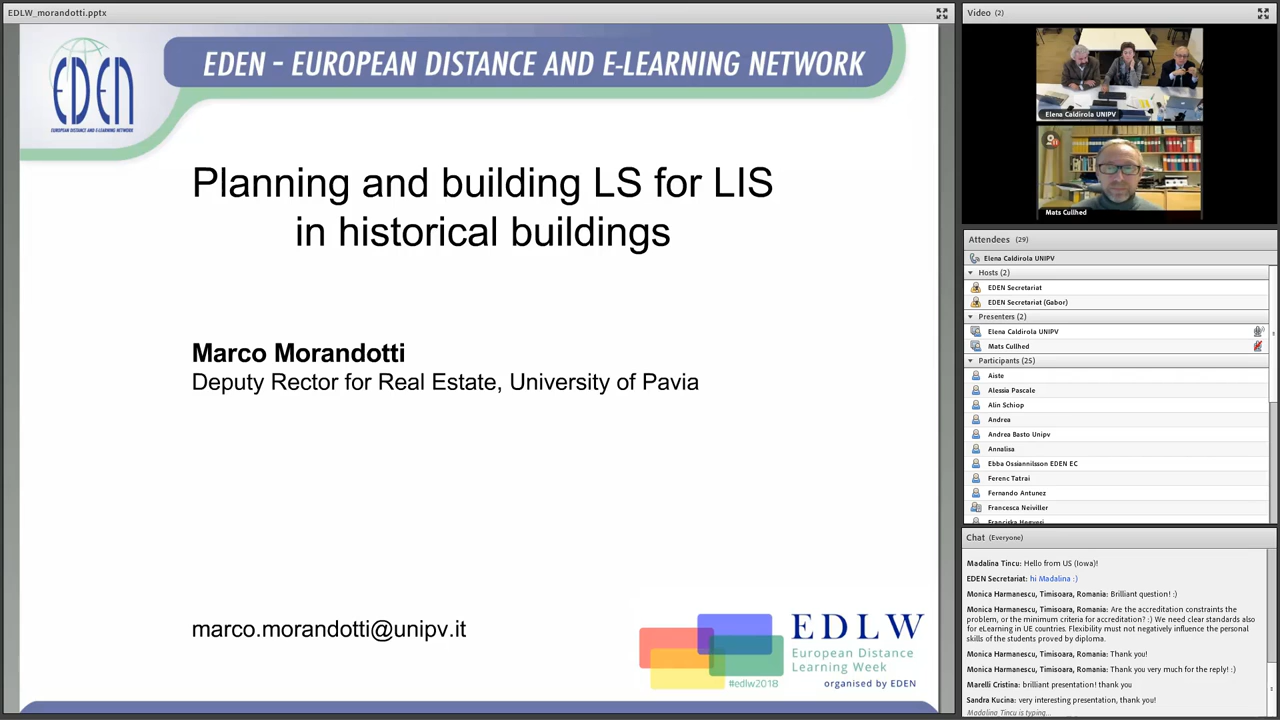 EDLW_morandotti.pptx
EDEN
EUROPEAN DISTANCE AND E-LEARNING NETWORK
EDEN - EUROPEAN DISTANCE AND E-LEARNING NETWORK
Planning and building LS for LIS
in historical buildings
Marco Morandotti
Deputy Rector for Real Estate, University of Pavia
marco.morandotti@unipv.it
EDLW
European Distance
Learning Week
#edlw2018
organised by EDEN
Video (2)
Elena Caldirola UNIPV
Mats Cullhed
Attendees (29)
Elena Caldirola UNIPV
Hosts (2)
EDEN Secretariat
EDEN Secretariat (Gabor)
Presenters (2)
Elena Caldirola UNIPV
Mats Cullhed
Participants (25)
Aiste
Alessia Pascale
Alin Schiop
Andrea
Andrea Basto Unipv
Annalisa
Ebba Ossiannilsson EDEN EC
Ferenc Tatrai
Fernando Antunez
Francesca Neiviller
Chat (Everyone)
Madalina Tincu: Hello from US (Iowa)!
EDEN Secretariat: hi Madalina :)
Monica Harmanescu, Timisoara, Romania: Brilliant question! :)
Monica Harmanescu, Timisoara, Romania: Are the accreditation constraints the
problem, or the minimum criteria for accreditation? :) We need clear standards also
for eLearning in UE countries. Flexibility must not negatively influence the personal
skills of the students proved by diploma.
Monica Harmanescu, Timisoara, Romania: Thank you!
Monica Harmanescu, Timisoara, Romania: Thank you very much for the reply! :)
Marelli Cristina: brilliant presentation! thank you
Sandra Kucina: very interesting presentation, thank you!
Madalina Tincu is typing...